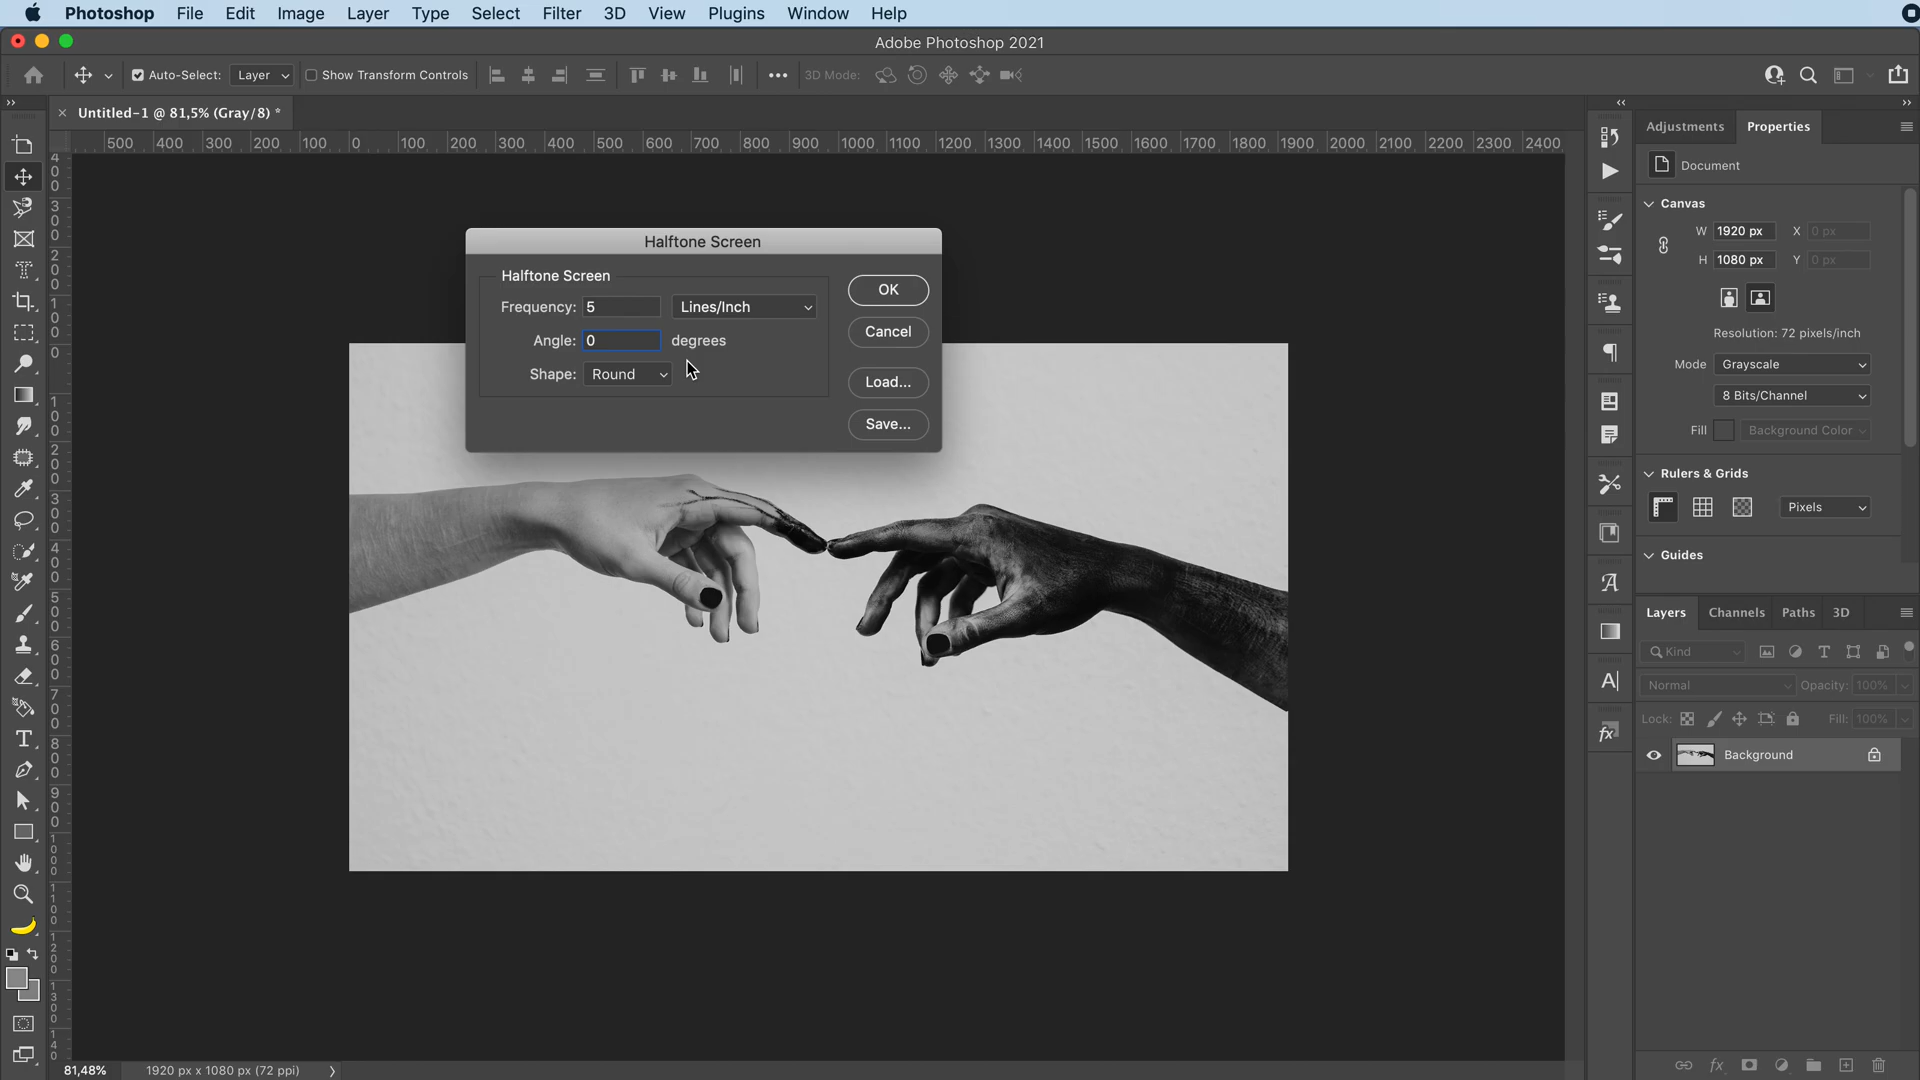 Photoshop File Edit Image Layer Type Select Filter 3D View Plugins Window Help
Adobe Photoshop 2021
Auto-Select: Layer Show Transform Controls 3D Mode:
Untitled-1 @ 81,5% (Gray/8) *
500 400 300 200 100 0 100 200 300 400 500 600 700 800 900 1000 1100 1200 1300 1400 1500 1600 1700 1800 1900 2000 2100 2200 2300 2400
Halftone Screen
Halftone Screen
Frequency: 5 Lines/Inch
Angle: 0 degrees
Shape: Round
OK
Cancel
Load...
Save...
Adjustments Properties
Document
Canvas
W 1920 px X 0 px
H 1080 px Y 0 px
Resolution: 72 pixels/inch
Mode Grayscale
8 Bits/Channel
Fill Background Color
Rulers & Grids
Pixels
Guides
Layers Channels Paths 3D
Kind
Normal Opacity: 100%
Lock: Fill: 100%
Background
81,48% 1920 px x 1080 px (72 ppi)